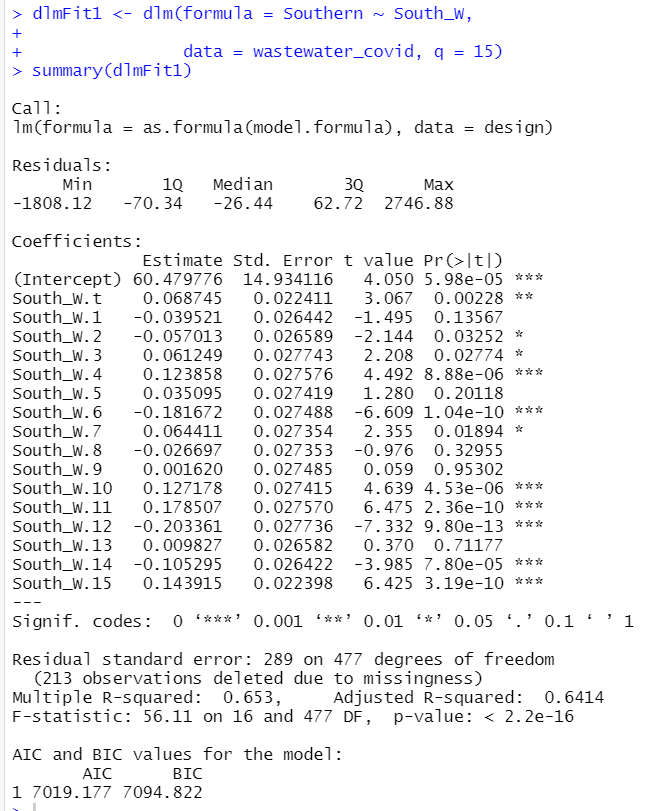 > dlmFit1 <- dlm(formula = Southern ~ South_W,
+
+                data = wastewater_covid, q = 15)
> summary(dlmFit1)

Call:
lm(formula = as.formula(model.formula), data = design)

Residuals:
     Min       1Q   Median       3Q      Max
-1808.12   -70.34   -26.44    62.72  2746.88

Coefficients:
            Estimate Std. Error t value Pr(>|t|)
(Intercept) 60.479776  14.934116   4.050 5.98e-05 ***
South_W.t    0.068745   0.022411   3.067  0.00228 **
South_W.1   -0.039521   0.026442  -1.495  0.13567
South_W.2   -0.057013   0.026589  -2.144  0.03252 *
South_W.3    0.061249   0.027743   2.208  0.02774 *
South_W.4    0.123858   0.027576   4.492 8.88e-06 ***
South_W.5    0.035095   0.027419   1.280  0.20118
South_W.6   -0.181672   0.027488  -6.609 1.04e-10 ***
South_W.7    0.064411   0.027354   2.355  0.01894 *
South_W.8   -0.026697   0.027353  -0.976  0.32955
South_W.9    0.001620   0.027485   0.059  0.95302
South_W.10   0.127178   0.027415   4.639 4.53e-06 ***
South_W.11   0.178507   0.027570   6.475 2.36e-10 ***
South_W.12  -0.203361   0.027736  -7.332 9.80e-13 ***
South_W.13   0.009827   0.026582   0.370  0.71177
South_W.14  -0.105295   0.026422  -3.985 7.80e-05 ***
South_W.15   0.143915   0.022398   6.425 3.19e-10 ***
---
Signif. codes:  0 ‘***’ 0.001 ‘**’ 0.01 ‘*’ 0.05 ‘.’ 0.1 ‘ ’ 1

Residual standard error: 289 on 477 degrees of freedom
  (213 observations deleted due to missingness)
Multiple R-squared:  0.653,     Adjusted R-squared:  0.6414
F-statistic: 56.11 on 16 and 477 DF,  p-value: < 2.2e-16

AIC and BIC values for the model:
       AIC      BIC
1 7019.177 7094.822
>